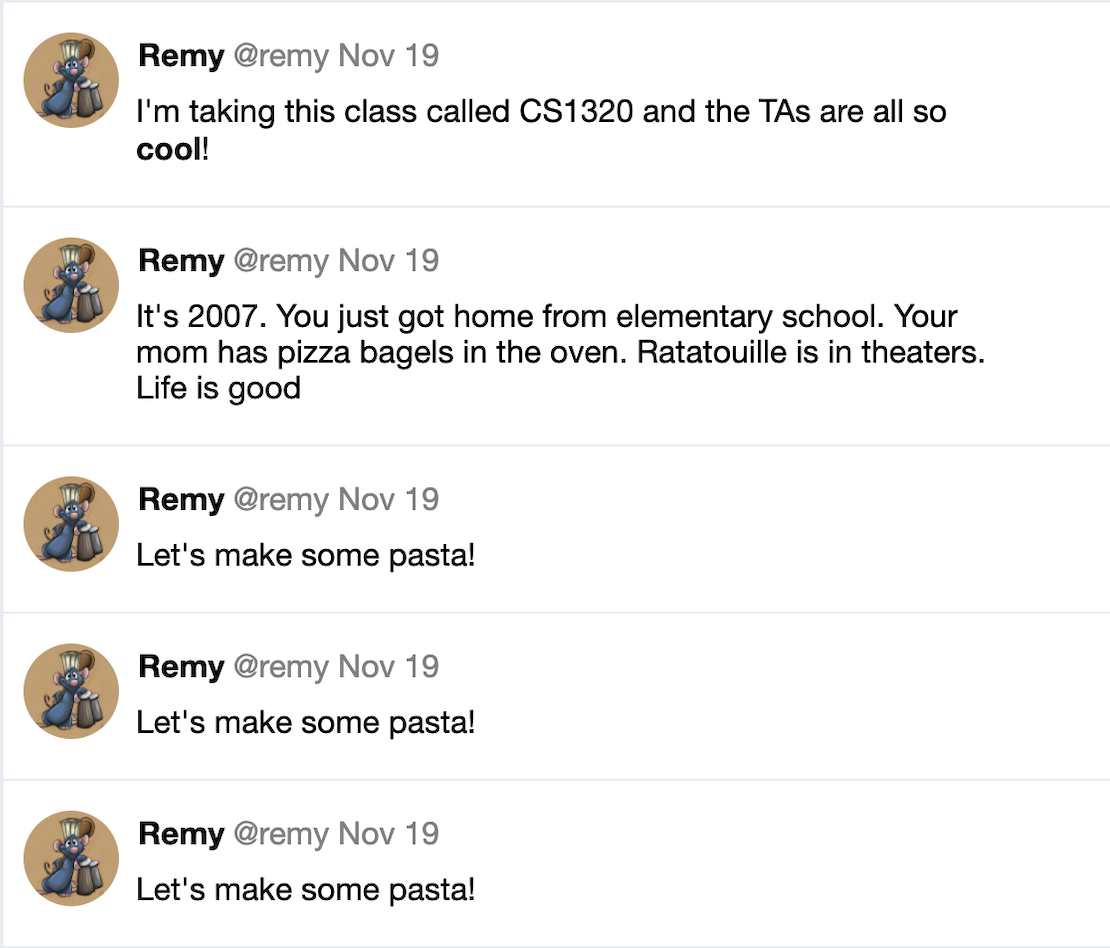 Remy @remy Nov 19
I'm taking this class called CS1320 and the TAs are all so
cool!
Remy @remy Nov 19
It's 2007. You just got home from elementary school. Your
mom has pizza bagels in the oven. Ratatouille is in theaters.
Life is good
Remy @remy Nov 19
Let's make some pasta!
Remy @remy Nov 19
Let's make some pasta!
Remy @remy Nov 19
Let's make some pasta!